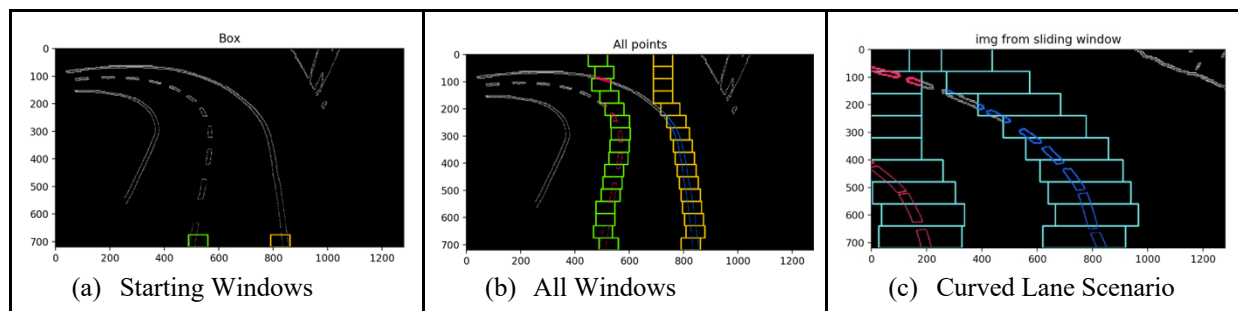 Box
0
100
200
300
400
500
600
700
0 200 400 600 800 1000 1200
(a) Starting Windows
All points
0
100
200
300
400
500
600
700
0 200 400 600 800 1000 1200
(b) All Windows
img from sliding window
0
100
200
300
400
500
600
700
0 200 400 600 800 1000 1200
(c) Curved Lane Scenario